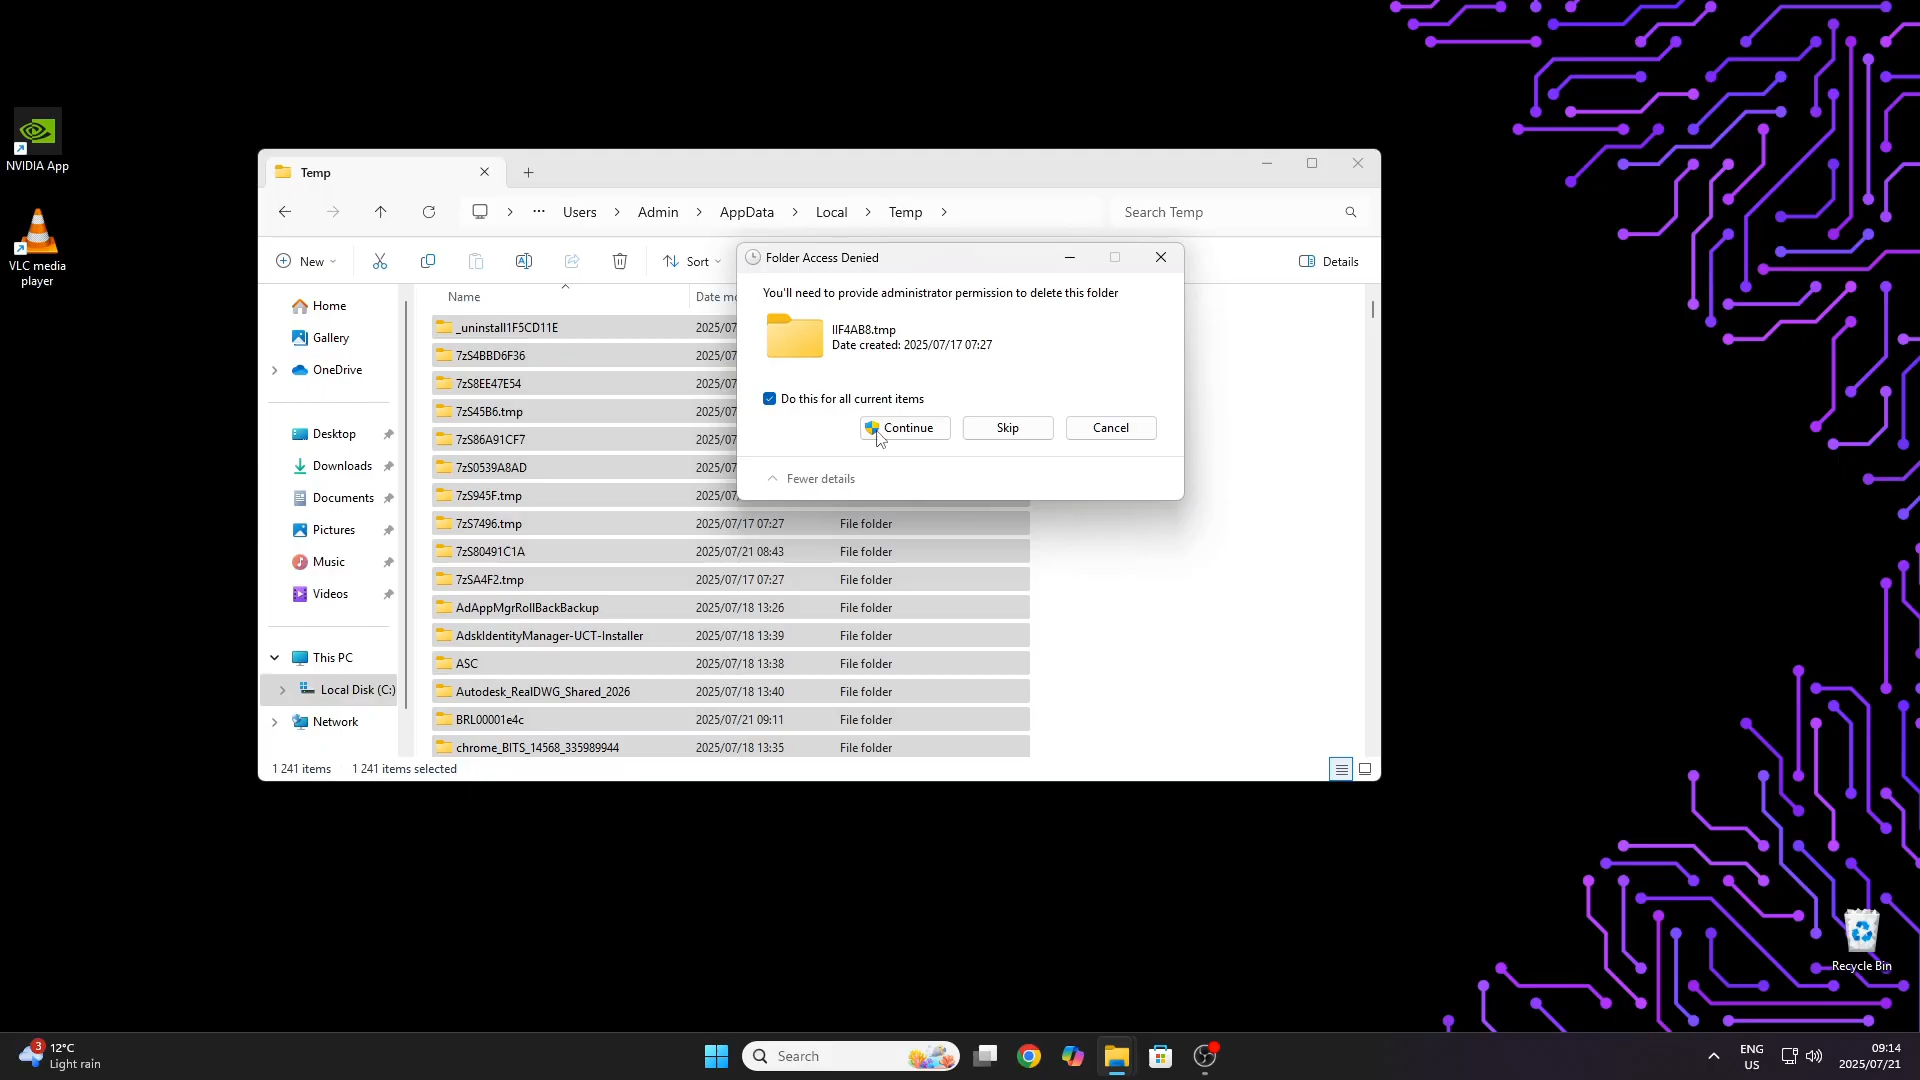 NVIDIA App
VLC media
player
Temp
Users
Admin
AppData
Local
Temp
Search Temp
New
Sort
Details
Home
Gallery
OneDrive
Desktop
Downloads
Documents
Pictures
Music
Videos
This PC
Local Disk (C:)
Network
Name
Date mo
_uninstall1F5CD11E 2025/07
7zS4BBD6F36 2025/07
7zS8EE47E54 2025/07
7zS45B6.tmp 2025/07
7zS86A91CF7 2025/07
7zS0539A8AD 2025/07
7zS945F.tmp 2025/07
7zS7496.tmp 2025/07/17 07:27 File folder
7zS80491C1A 2025/07/21 08:43 File folder
7zSA4F2.tmp 2025/07/17 07:27 File folder
AdAppMgrRollBackBackup 2025/07/18 13:26 File folder
AdskIdentityManager-UCT-Installer 2025/07/18 13:39 File folder
ASC 2025/07/18 13:38 File folder
Autodesk_RealDWG_Shared_2026 2025/07/18 13:40 File folder
BRL00001e4c 2025/07/21 09:11 File folder
chrome_BITS_14568_335989944 2025/07/18 13:35 File folder
1 241 items 1 241 items selected
Folder Access Denied
You'll need to provide administrator permission to delete this folder
IIF4AB8.tmp
Date created: 2025/07/17 07:27
Do this for all current items
Continue Skip Cancel
Fewer details
Recycle Bin
3
12°C
Light rain
Search
ENG
US
09:14
2025/07/21